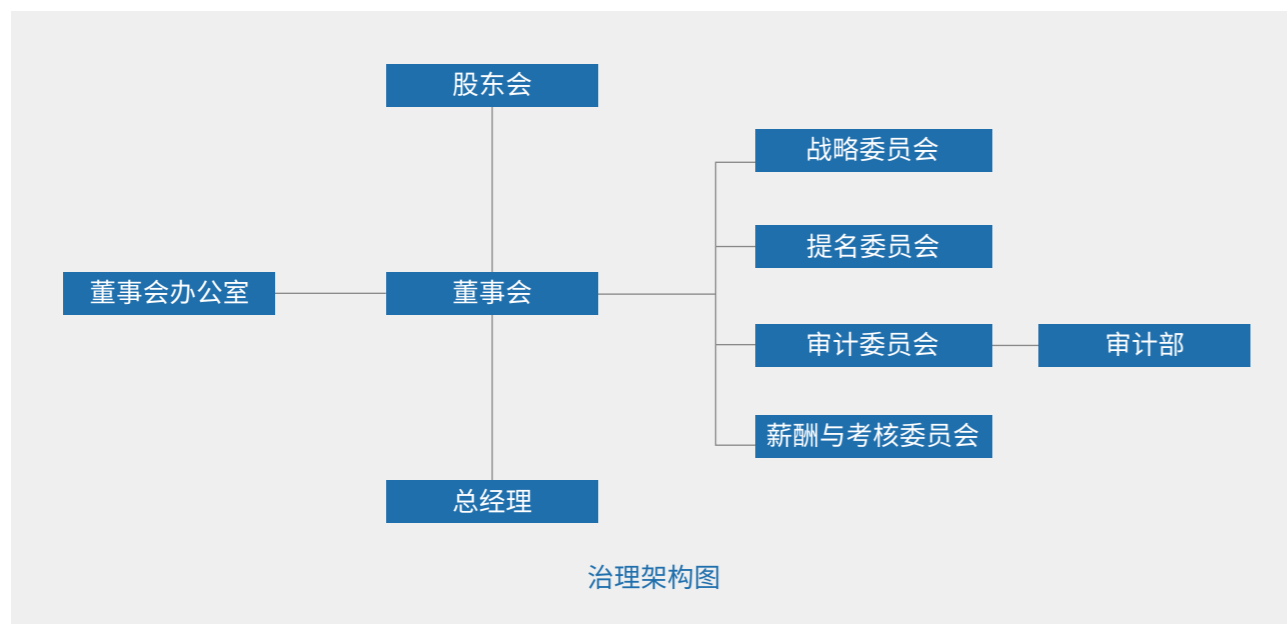 股东会
战略委员会
提名委员会
董事会办公室
董事会
审计委员会
审计部
薪酬与考核委员会
总经理
治理架构图